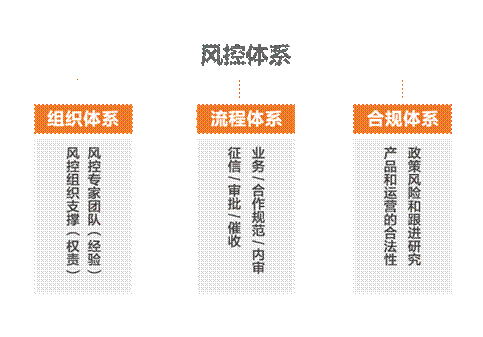 风控体系
组织体系
风控专家团队(经验)
风控组织支撑(权责)
流程体系
业务/合作规范/内审
征信/审批/催收
合规体系
政策风险和跟进研究
产品和运营的合法性